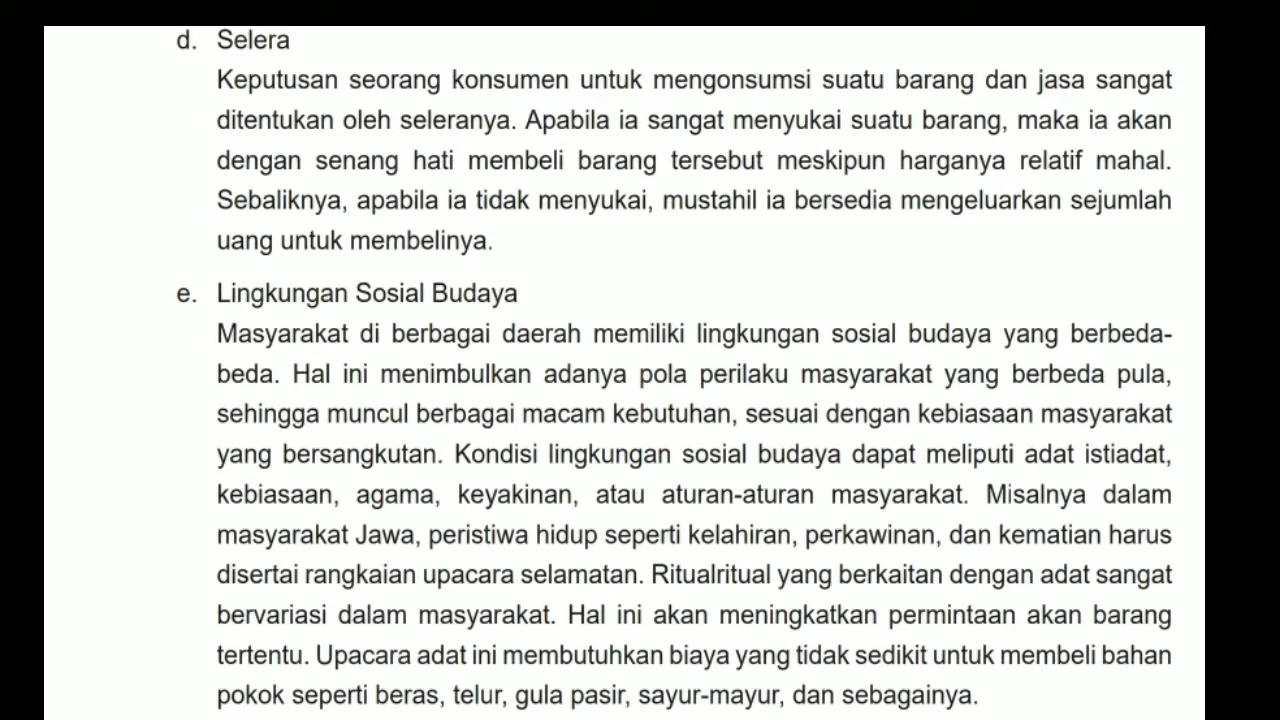 d. Selera
Keputusan seorang konsumen untuk mengonsumsi suatu barang dan jasa sangat
ditentukan oleh seleranya. Apabila ia sangat menyukai suatu barang, maka ia akan
dengan senang hati membeli barang tersebut meskipun harganya relatif mahal.
Sebaliknya, apabila ia tidak menyukai, mustahil ia bersedia mengeluarkan sejumlah
uang untuk membelinya.
e. Lingkungan Sosial Budaya
Masyarakat di berbagai daerah memiliki lingkungan sosial budaya yang berbeda-
beda. Hal ini menimbulkan adanya pola perilaku masyarakat yang berbeda pula,
sehingga muncul berbagai macam kebutuhan, sesuai dengan kebiasaan masyarakat
yang bersangkutan. Kondisi lingkungan sosial budaya dapat meliputi adat istiadat,
kebiasaan, agama, keyakinan, atau aturan-aturan masyarakat. Misalnya dalam
masyarakat Jawa, peristiwa hidup seperti kelahiran, perkawinan, dan kematian harus
disertai rangkaian upacara selamatan. Ritualritual yang berkaitan dengan adat sangat
bervariasi dalam masyarakat. Hal ini akan meningkatkan permintaan akan barang
tertentu. Upacara adat ini membutuhkan biaya yang tidak sedikit untuk membeli bahan
pokok seperti beras, telur, gula pasir, sayur-mayur, dan sebagainya.